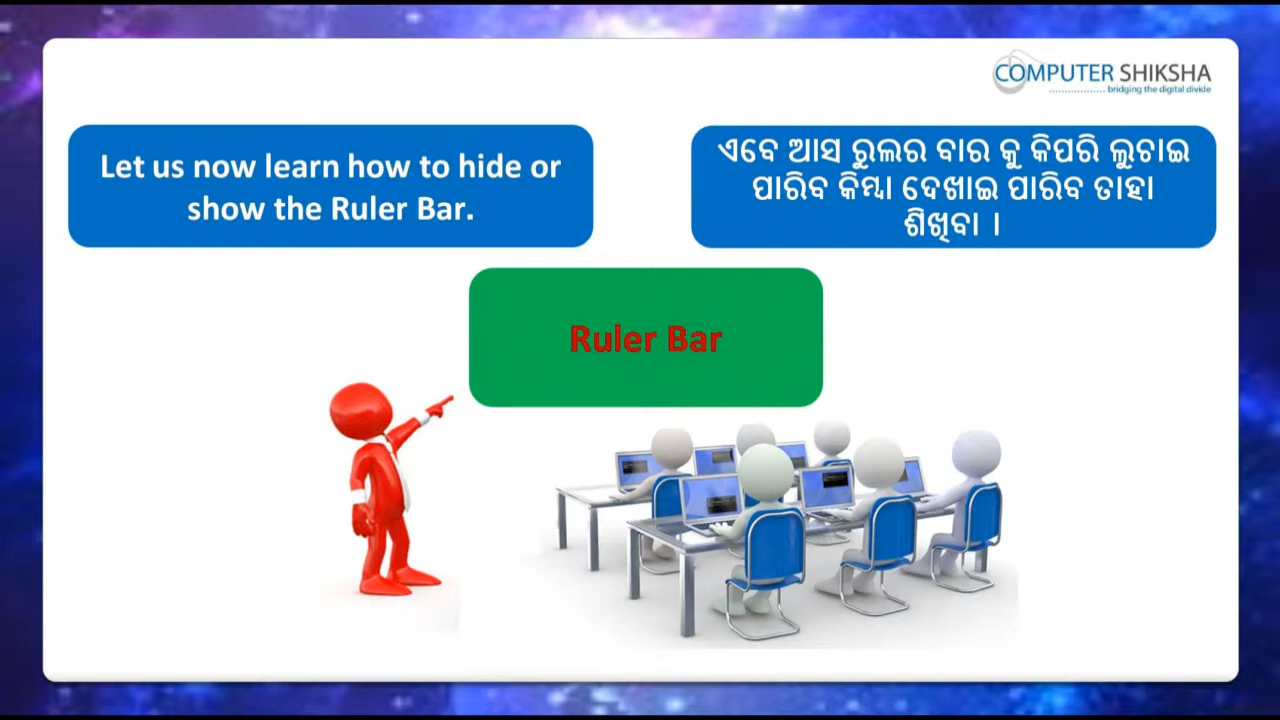 COMPUTER SHIKSHA
bridging the digital divide
Let us now learn how to hide or
show the Ruler Bar.
ଏବେ ଆସ ରୁଲର ବାର କୁ କିପରି ଲୁଚାଇ
ପାରିବ କିମ୍ବା ଦେଖାଇ ପାରିବ ତାହା
ଶିଖିବା ।
Ruler Bar